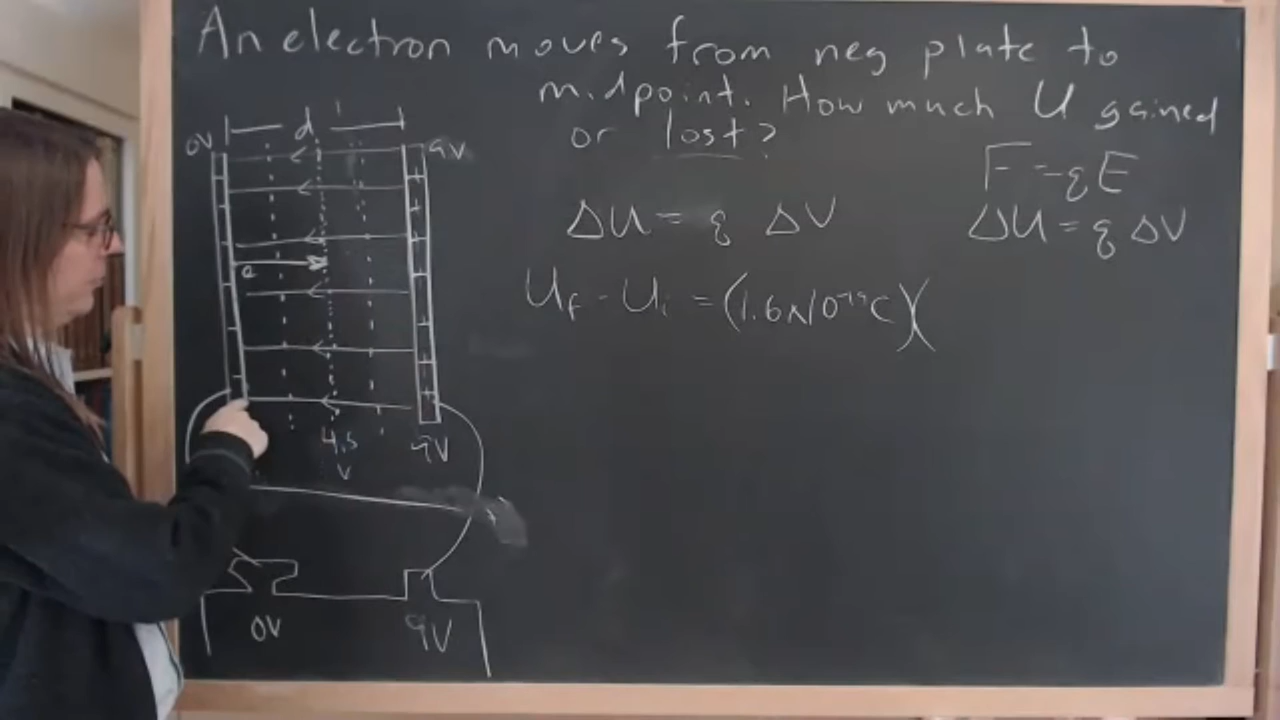 An electron moves from neg plate to
midpoint. How much U gained
or lost?
F = qE
ΔU = q ΔV
ΔU = q ΔV
U_f - U_i = (1.6x10^-19 C)(
d
0V
9V
e
4.5
V
9V
0V
9V